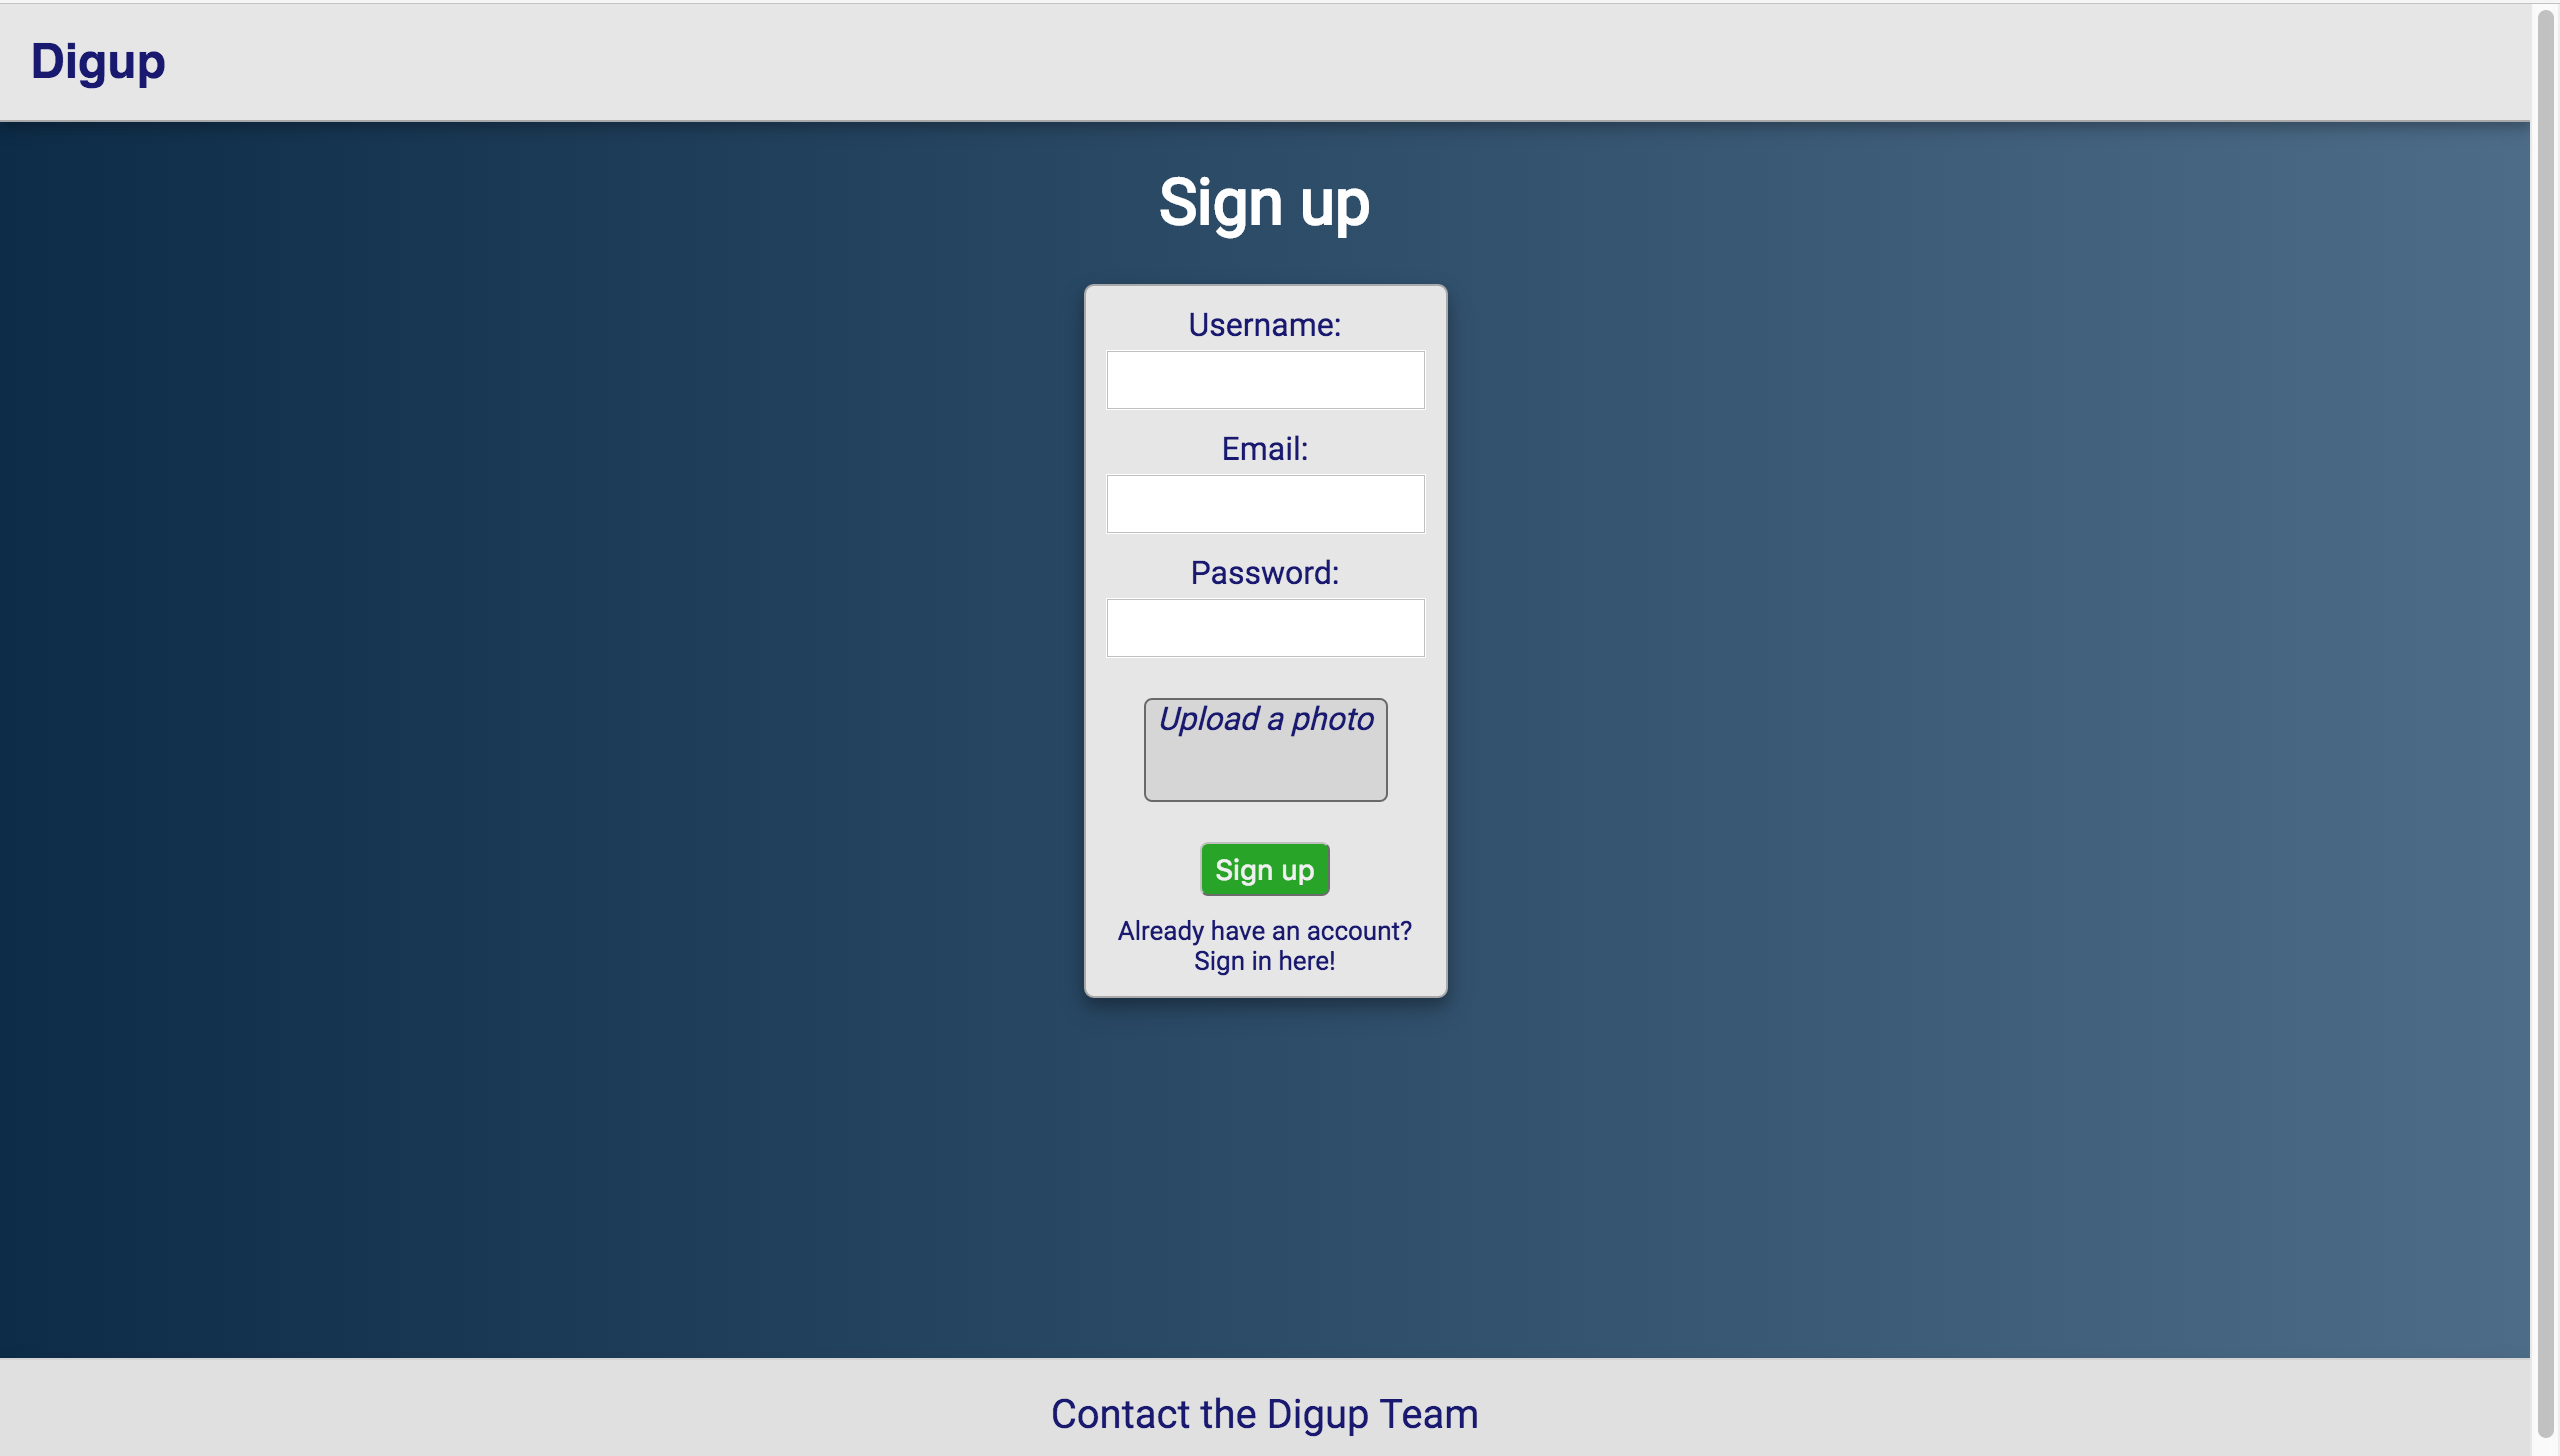 Digup
Sign up
Username:
Email:
Password:
Upload a photo
Sign up
Already have an account?
Sign in here!
Contact the Digup Team